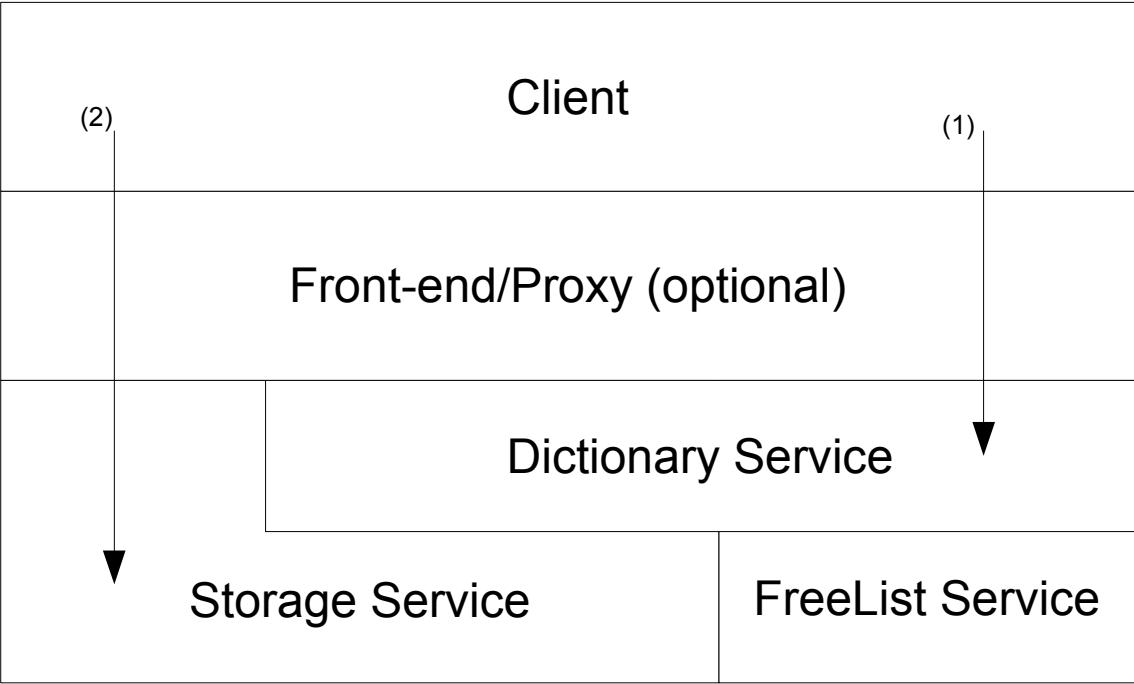 Client
(2)
(1)
Front-end/Proxy (optional)
Dictionary Service
Storage Service
FreeList Service